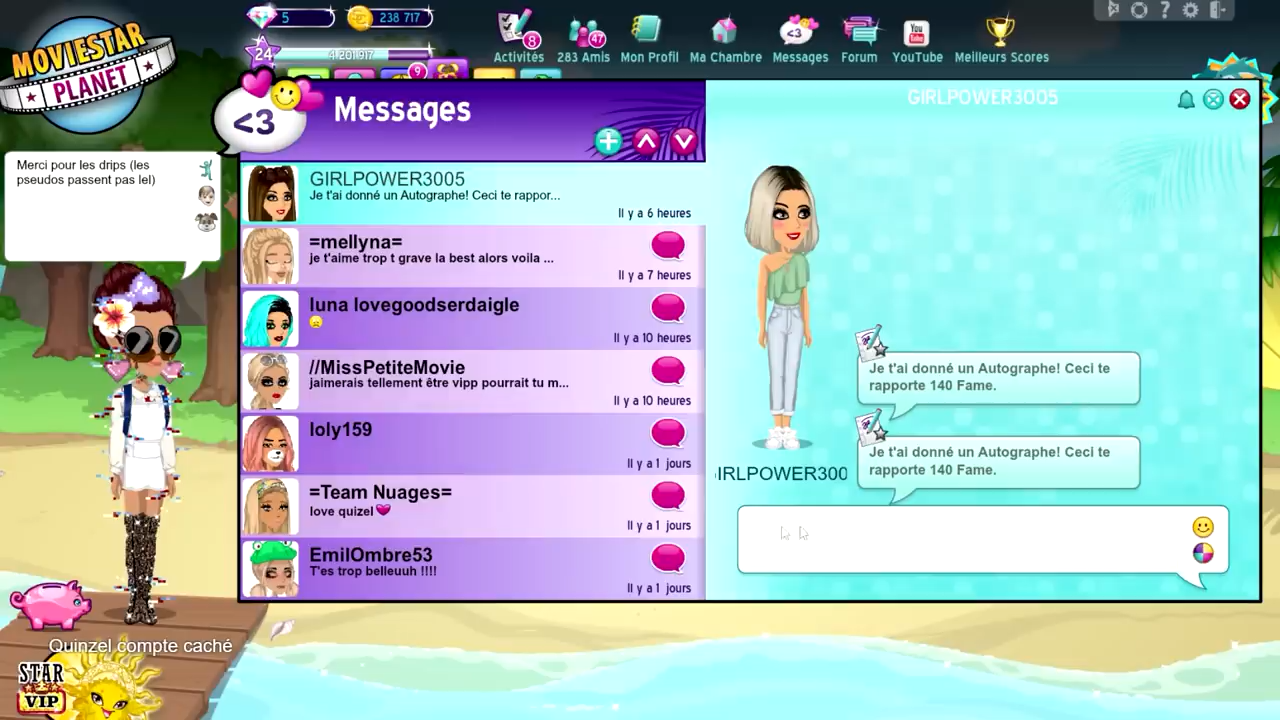 MOVIESTAR
PLANET
5
238 717
24
4 201 917
8
Activités
47
283 Amis
Mon Profil
Ma Chambre
<3
Messages
Forum
You
Tube
YouTube
Meilleurs Scores
9
<3
Messages
GIRLPOWER3005
Merci pour les drips (les
pseudos passent pas lel)
GIRLPOWER3005
Je t'ai donné un Autographe! Ceci te rappor...
Il y a 6 heures
=mellyna=
je t'aime trop t grave la best alors voila ...
Il y a 7 heures
luna lovegoodserdaigle
Il y a 10 heures
//MissPetiteMovie
jaimerais tellement être vipp pourrait tu m...
Il y a 10 heures
loly159
Il y a 1 jours
=Team Nuages=
love quizel
Il y a 1 jours
EmilOmbre53
T'es trop belleuuh !!!!
Il y a 1 jours
Je t'ai donné un Autographe! Ceci te
rapporte 140 Fame.
Je t'ai donné un Autographe! Ceci te
rapporte 140 Fame.
IRLPOWER300
Quinzel compte caché
STAR
VIP